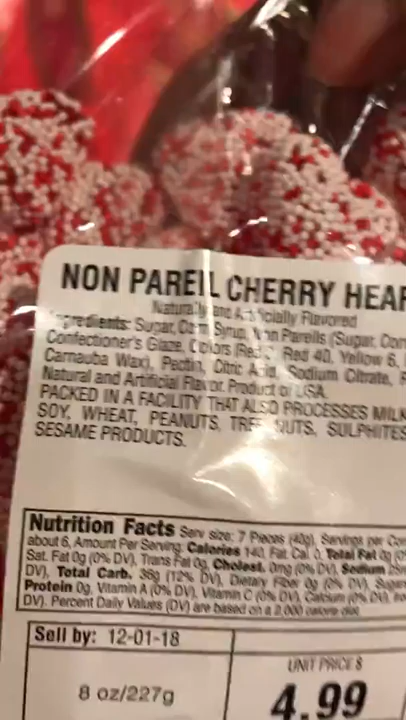 NON PAREIL CHERRY HEAR
Naturally and Artificially Flavored
Ingredients: Sugar, Corn Syrup, Non Pareils (Sugar, Corn
Confectioner's Glaze, Colors (Red Red 40, Yellow 6,
Carnauba Wax), Pectin, Citric Acid, Sodium Citrate,
Natural and Artificial Flavor. Product of USA.
PACKED IN A FACILITY THAT ALSO PROCESSES MILK
SOY, WHEAT, PEANUTS, TREE NUTS, SULPHITES
SESAME PRODUCTS.
Nutrition Facts Serv size: 7 Pieces (40g), Servings per Con
about 6, Amount Per Serving: Calories 140, Fat. Cal. 0, Total Fat 0g (0%
Sat. Fat 0g (0% DV), Trans Fat 0g, Cholest. 0mg (0% DV), Sodium
DV), Total Carb. 36g (12% DV), Dietary Fiber 0g (0% DV), Sugars
Protein 0g, Vitamin A (0% DV), Vitamin C (0% DV), Calcium (0% DV),
DV). Percent Daily Values (DV) are based on a 2,000 calorie diet.
Sell by: 12-01-18
UNIT PRICE $
8 oz/227g
4.99